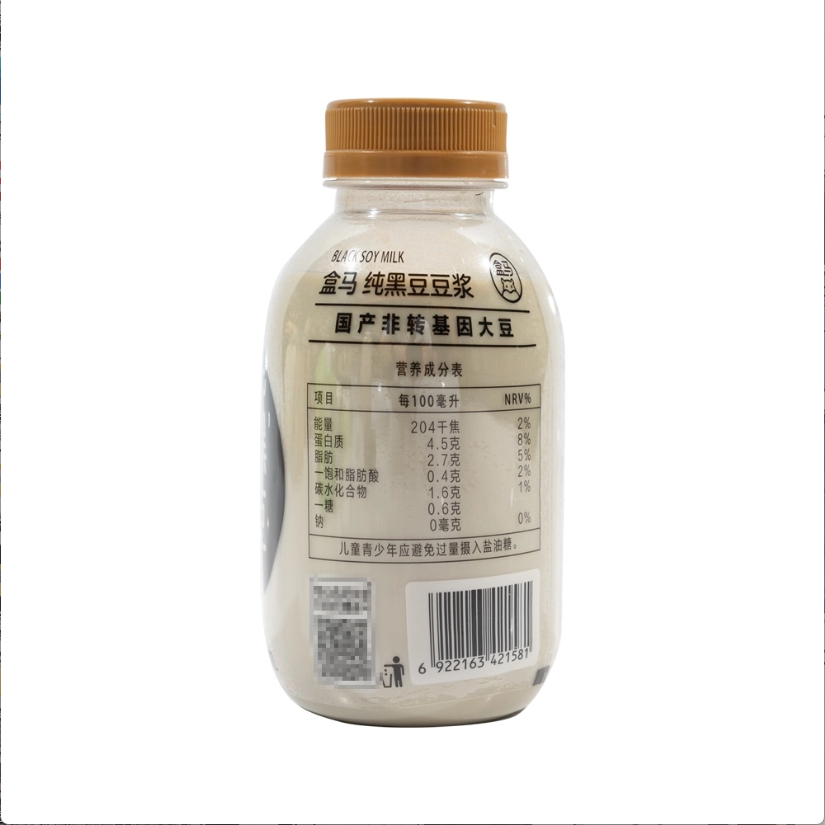 BLACK SOY MILK
盒马 纯黑豆豆浆
盒马
国产非转基因大豆
营养成分表
项目 每100毫升 NRV%
能量 204千焦 2%
蛋白质 4.5克 8%
脂肪 2.7克 5%
—饱和脂肪酸 0.4克 2%
碳水化合物 1.6克 1%
—糖 0.6克
钠 0毫克 0%
儿童青少年应避免过量摄入盐油糖。
6 922163 421581